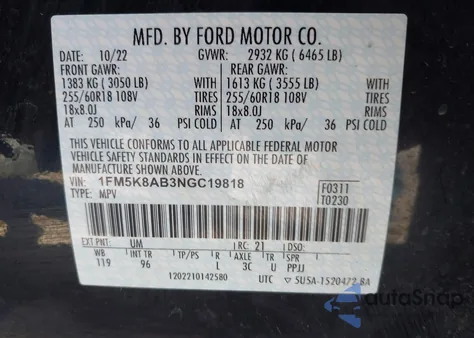 MFD. BY FORD MOTOR CO.
DATE: 10/22 GVWR: 2932 KG ( 6465 LB)
FRONT GAWR: REAR GAWR:
1383 KG ( 3050 LB) WITH 1613 KG ( 3555 LB) WITH
255/60R18 108V TIRES 255/60R18 108V TIRES
18x8.0J RIMS 18x8.0J RIMS
AT 250 kPa/ 36 PSI COLD AT 250 kPa/ 36 PSI COLD
THIS VEHICLE CONFORMS TO ALL APPLICABLE FEDERAL MOTOR
VEHICLE SAFETY AND BUMPER STANDARDS IN EFFECT ON THE DATE OF
MANUFACTURE SHOWN ABOVE.
VIN: 1FM5K8AB3NGC19818 F0311
TYPE: MPV T0230
EXT PNT: UM RC: 21 DSO:
WB INT TR TP/PS R AXLE TR SPR
119 96 L 3C U PPJJ
1202210142580 UTC 5U5A-1520472-BA
AutoSnap